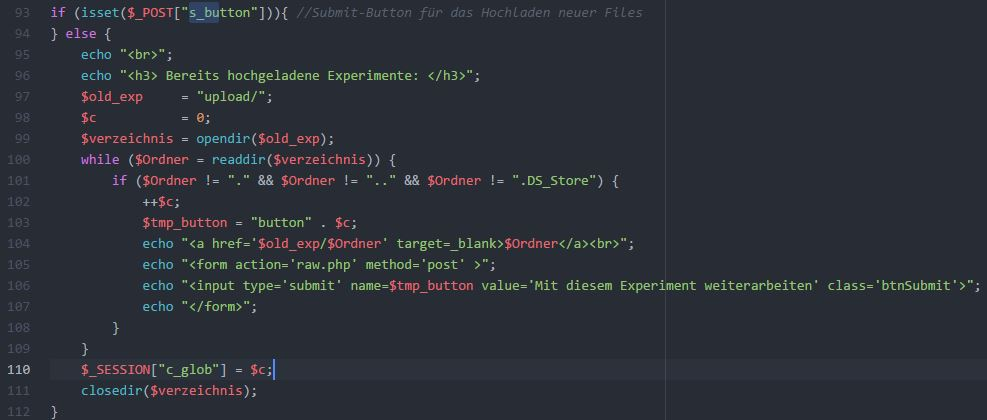 93 if (isset($_POST["s_button"])){ //Submit-Button für das Hochladen neuer Files
94 } else {
95     echo "<br>";
96     echo "<h3> Bereits hochgeladene Experimente: </h3>";
97     $old_exp     = "upload/";
98     $c           = 0;
99     $verzeichnis = opendir($old_exp);
100     while ($Ordner = readdir($verzeichnis)) {
101         if ($Ordner != "." && $Ordner != ".." && $Ordner != ".DS_Store") {
102             ++$c;
103             $tmp_button = "button" . $c;
104             echo "<a href='$old_exp/$Ordner' target=_blank>$Ordner</a><br>";
105             echo "<form action='raw.php' method='post' >";
106             echo "<input type='submit' name=$tmp_button value='Mit diesem Experiment weiterarbeiten' class='btnSubmit'>";
107             echo "</form>";
108         }
109     }
110     $_SESSION["c_glob"] = $c;
111     closedir($verzeichnis);
112 }